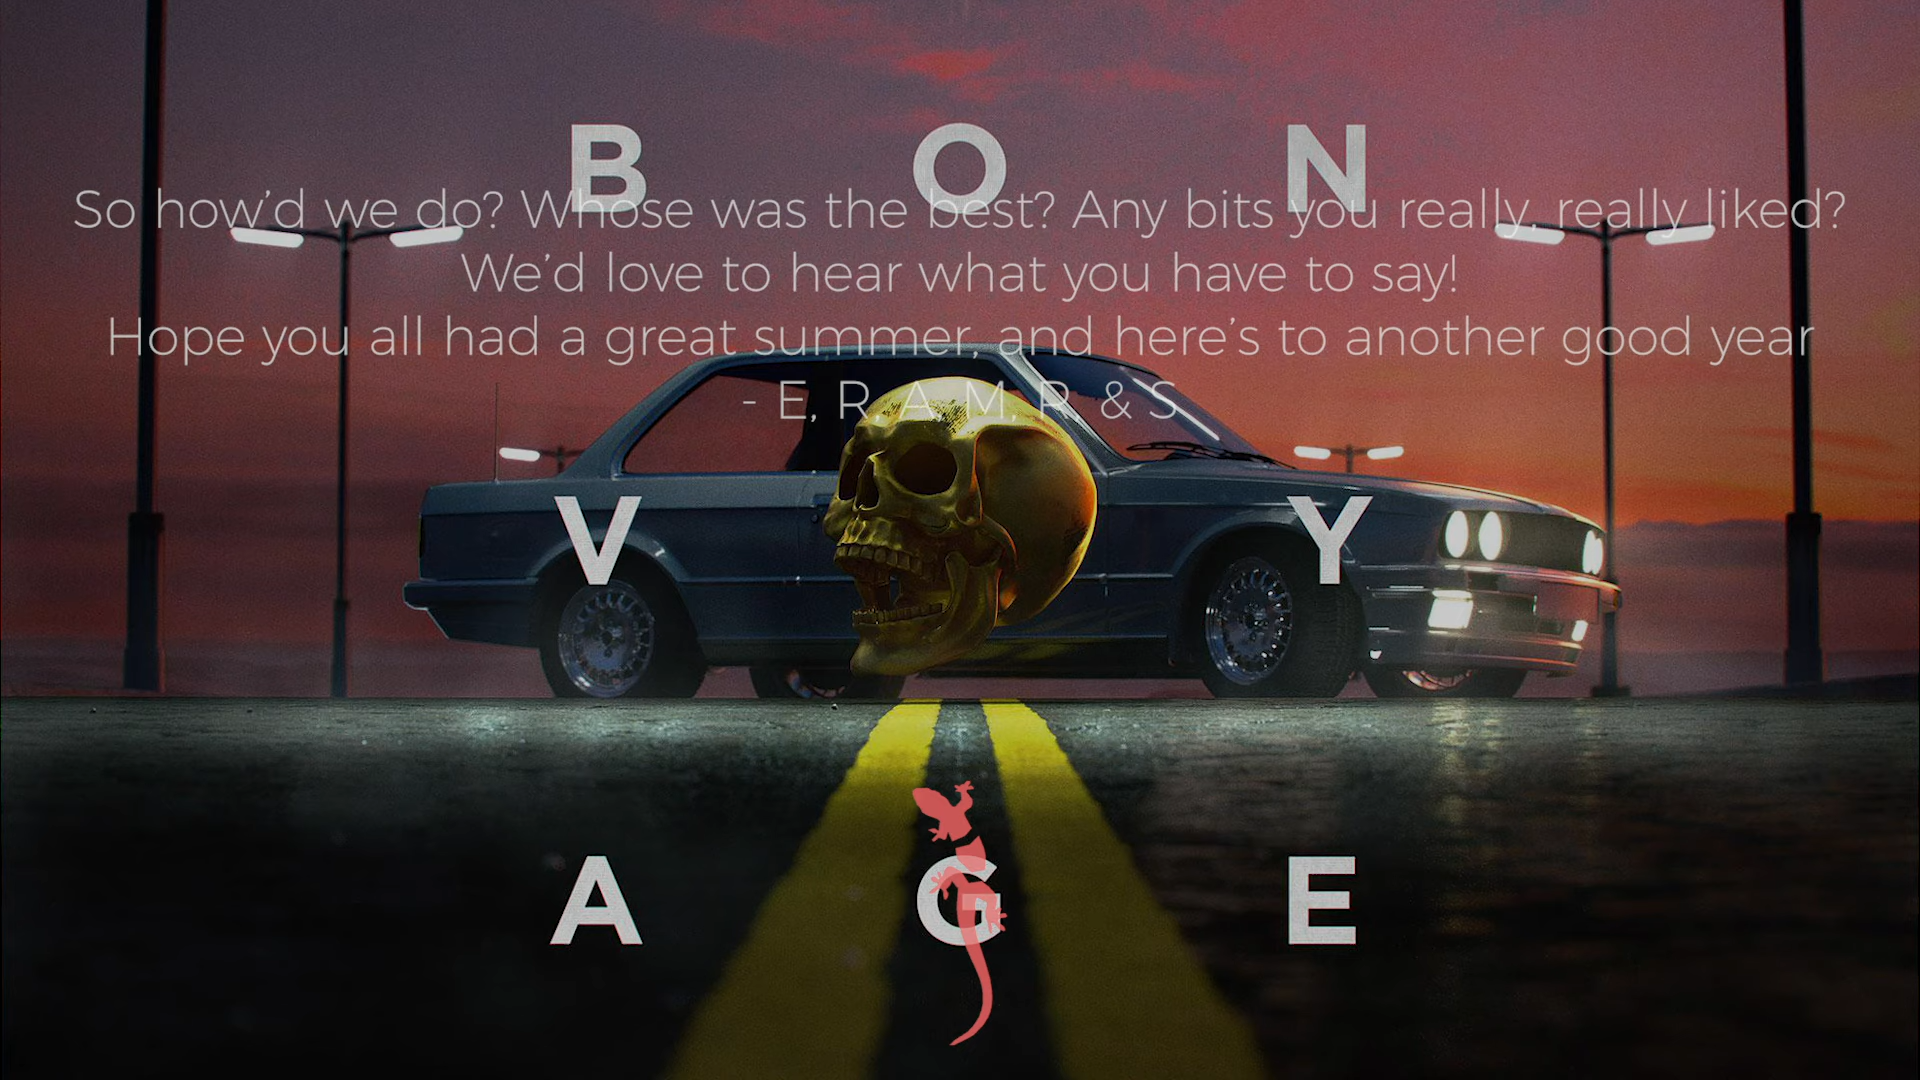 B O N
So how'd we do? Whose was the best? Any bits you really, really liked?
We'd love to hear what you have to say!
Hope you all had a great summer, and here's to another good year
- E, R, A, M, P, & S
V Y
A G E